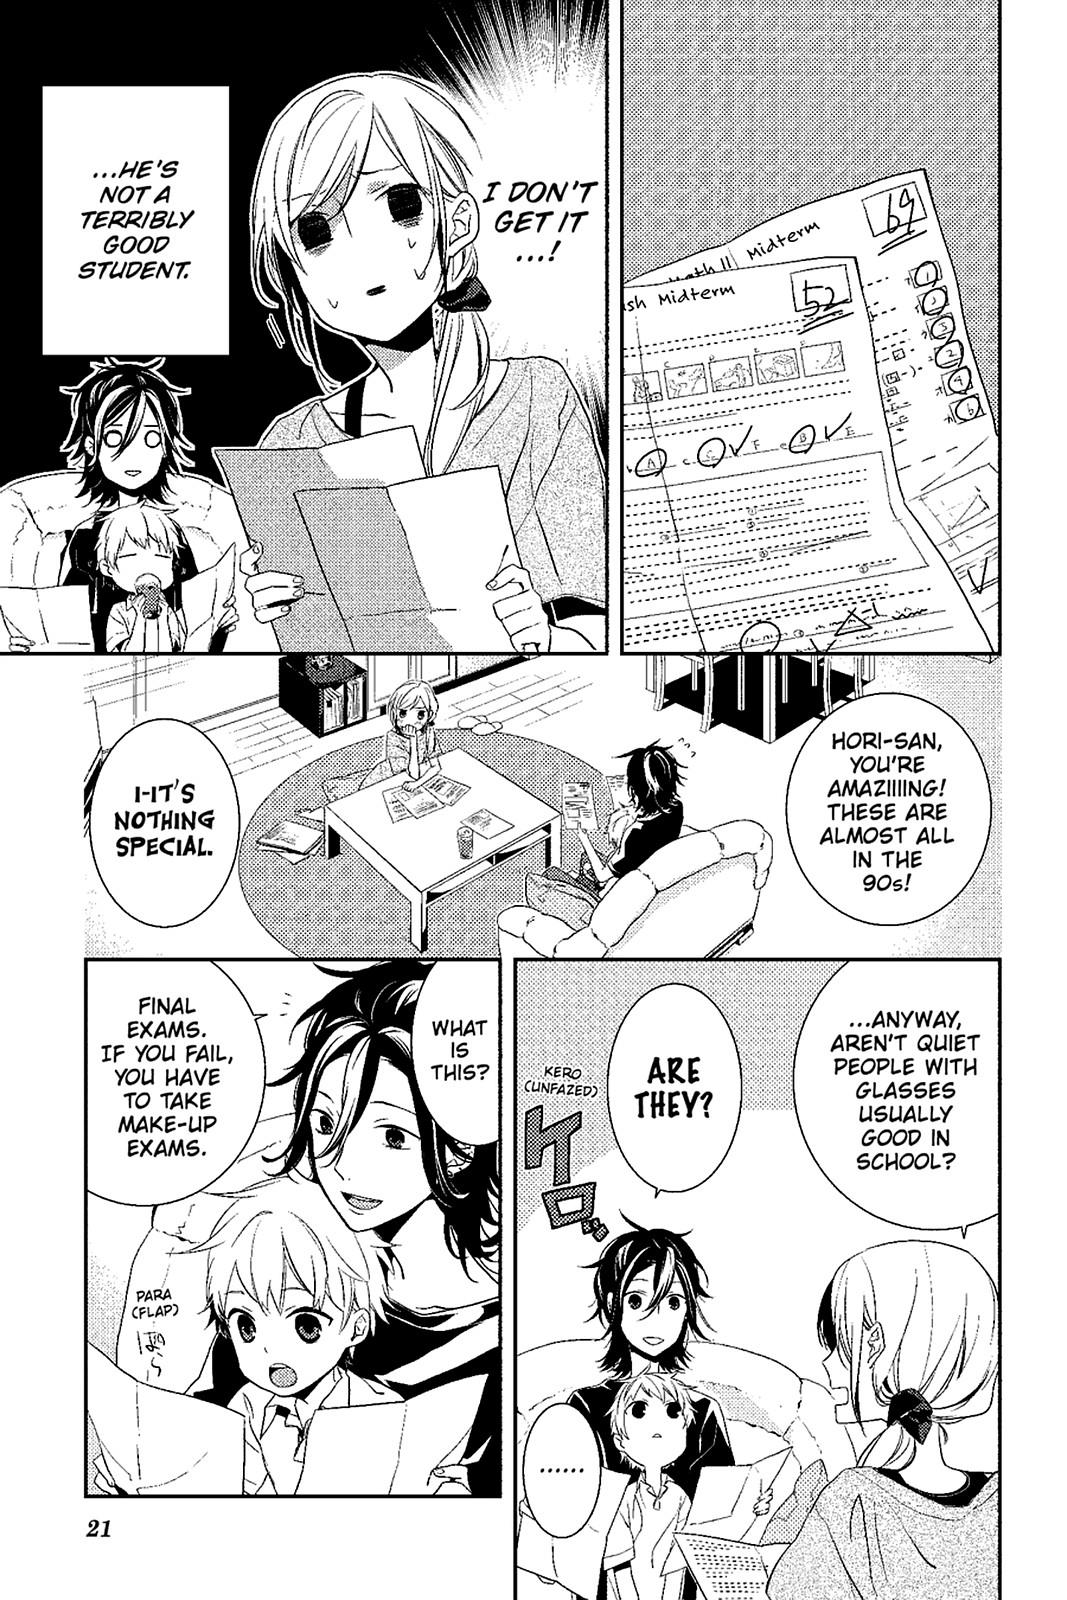 Midterm
64
Math II
Midterm
52
I DON'T
GET IT
...!
...HE'S
NOT A
TERRIBLY
GOOD
STUDENT.
HORI-SAN,
YOU'RE
AMAZIIIING!
THESE ARE
ALMOST ALL
IN THE
90s!
I-IT'S
NOTHING
SPECIAL.
...ANYWAY,
AREN'T QUIET
PEOPLE WITH
GLASSES
USUALLY
GOOD IN
SCHOOL?
ARE
THEY?
KERO
(UNFAZED)
ケロ
......
WHAT
IS
THIS?
FINAL
EXAMS.
IF YOU FAIL,
YOU HAVE
TO TAKE
MAKE-UP
EXAMS.
PARA
(FLAP)
21